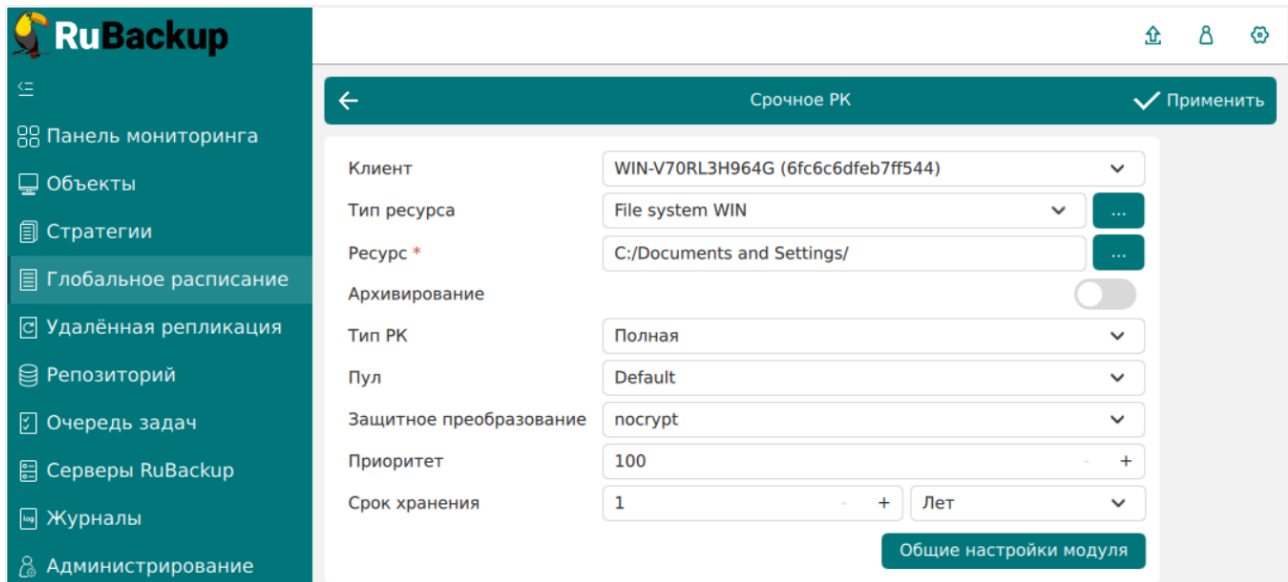 RuBackup
Панель мониторинга
Объекты
Стратегии
Глобальное расписание
Удалённая репликация
Репозиторий
Очередь задач
Серверы RuBackup
log Журналы
Администрирование
Срочное РК
Применить
Клиент WIN-V70RL3H964G (6fc6c6dfeb7ff544)
Тип ресурса File system WIN ...
Ресурс * C:/Documents and Settings/ ...
Архивирование
Тип РК Полная
Пул Default
Защитное преобразование nocrypt
Приоритет 100 - +
Срок хранения 1 - + Лет
Общие настройки модуля